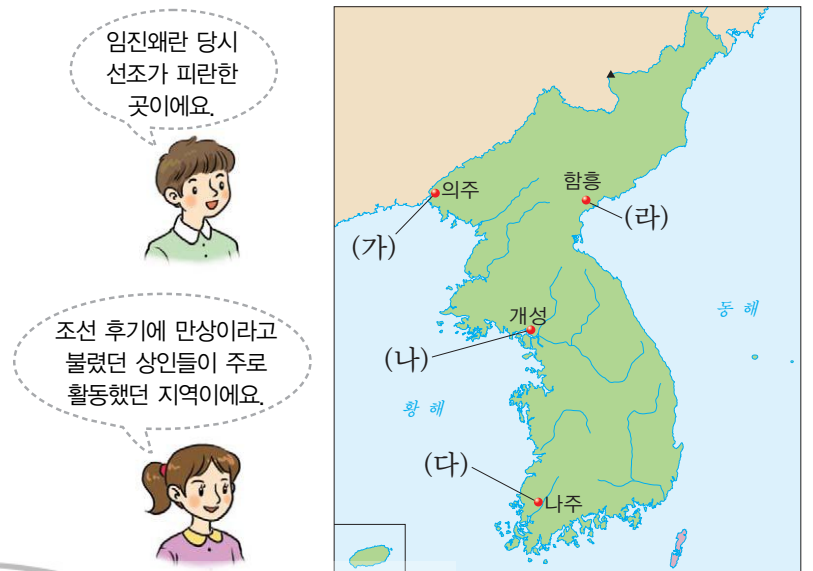 임진왜란 당시
선조가 피란한
곳이에요.
조선 후기에 만상이라고
불렸던 상인들이 주로
활동했던 지역이에요.
의주
함흥
(가)
(라)
개성
동 해
(나)
황 해
(다)
나주